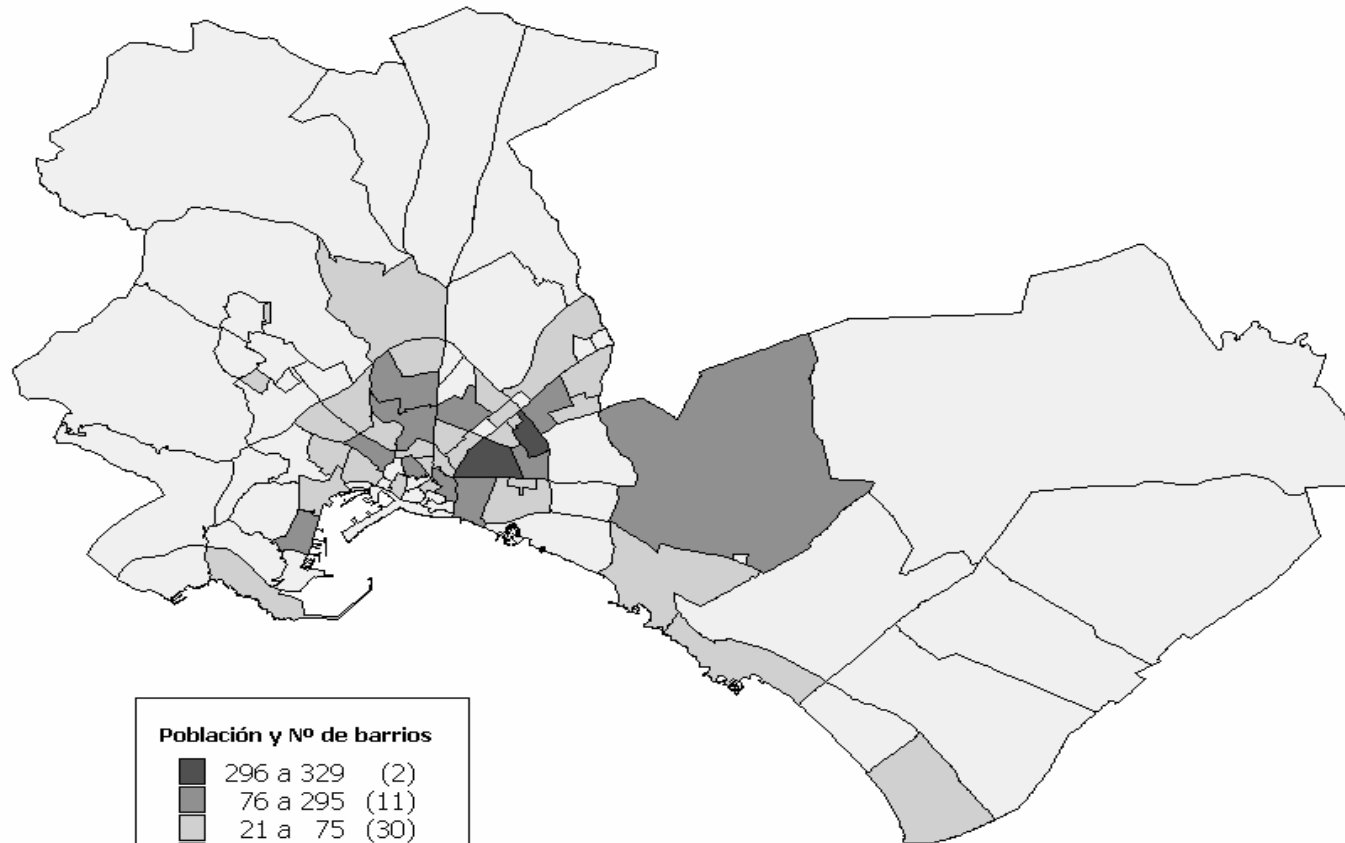 Población y Nº de barrios
296 a 329 (2)
76 a 295 (11)
21 a 75 (30)